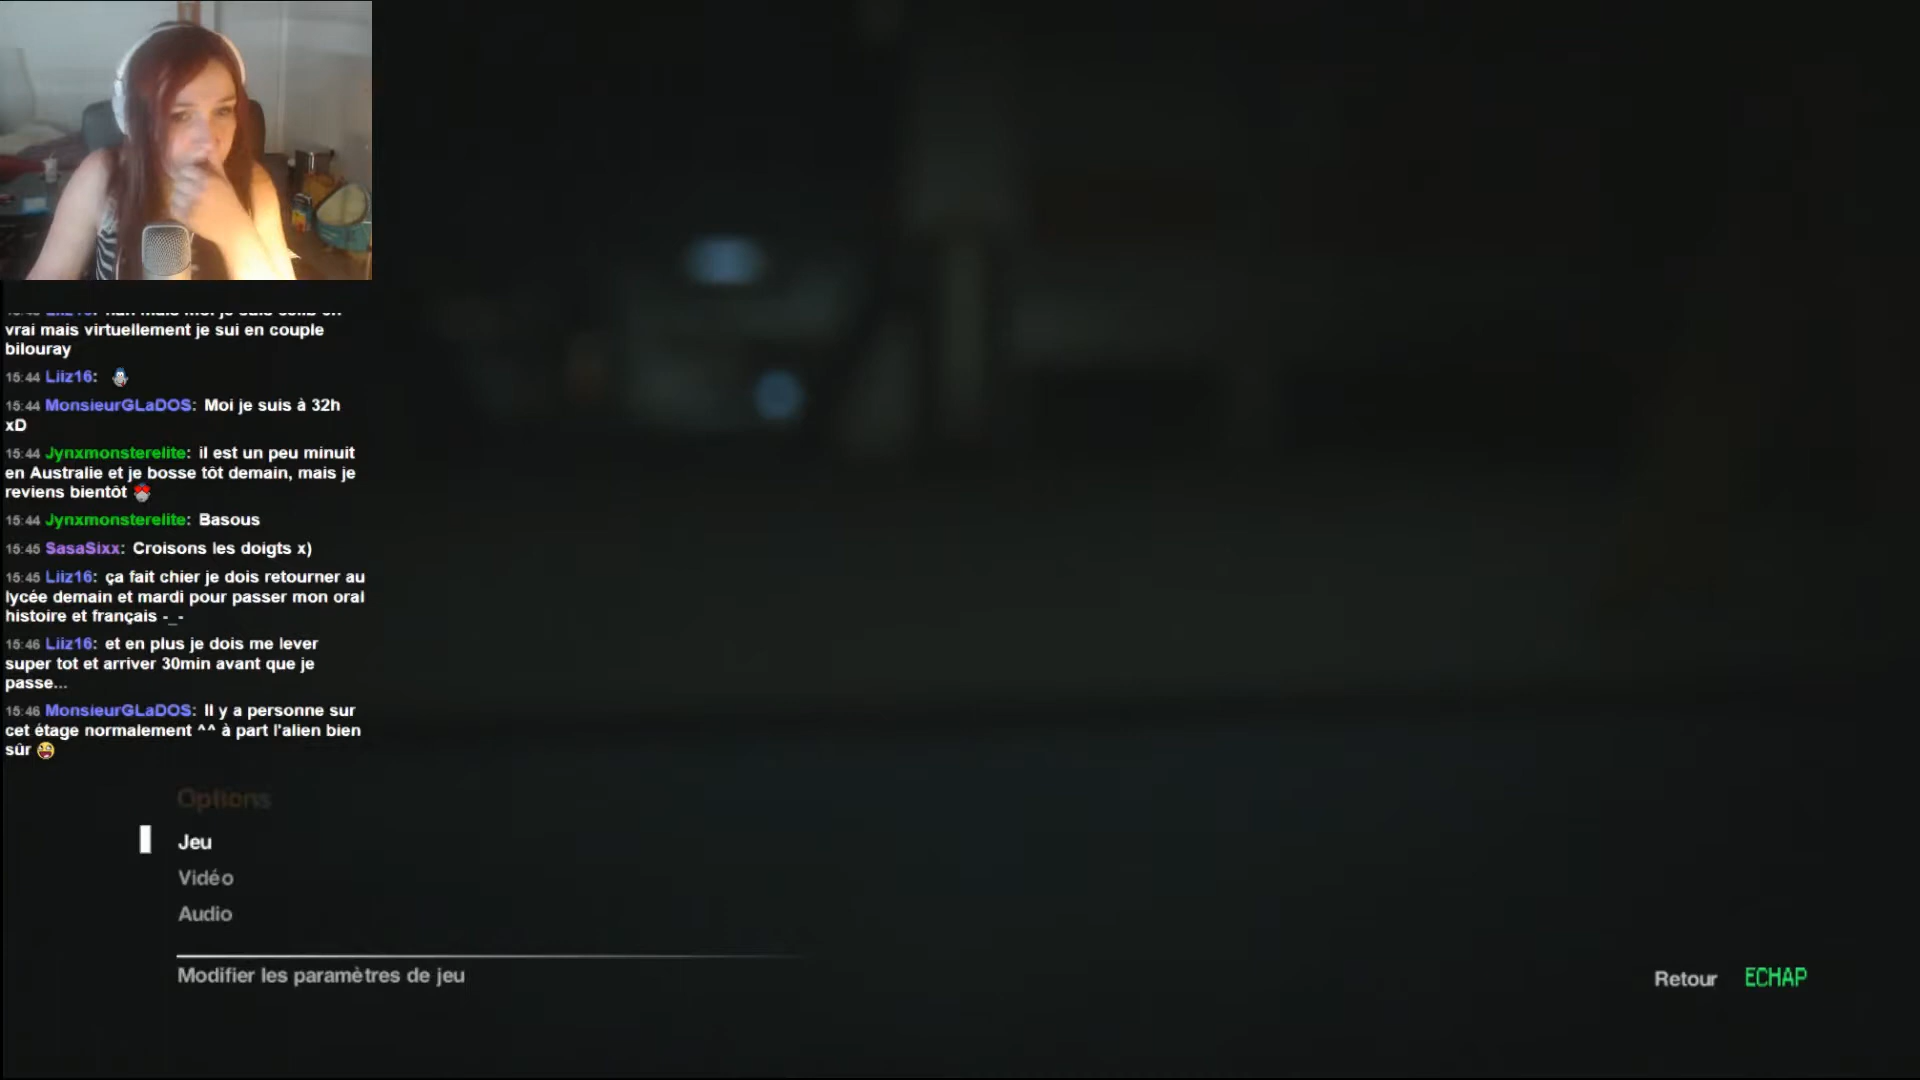 vrai mais virtuellement je sui en couple
bilouray
15:44 Liiz16:
15:44 MonsieurGLaDOS: Moi je suis à 32h
xD
15:44 Jynxmonsterelite: il est un peu minuit
en Australie et je bosse tôt demain, mais je
reviens bientôt
15:44 Jynxmonsterelite: Basous
15:45 SasaSixx: Croisons les doigts x)
15:45 Liiz16: ça fait chier je dois retourner au
lycée demain et mardi pour passer mon oral
histoire et français -_-
15:46 Liiz16: et en plus je dois me lever
super tot et arriver 30min avant que je
passe...
15:46 MonsieurGLaDOS: Il y a personne sur
cet étage normalement ^^ à part l'alien bien
sûr
Options
Jeu
Vidéo
Audio
Modifier les paramètres de jeu
Retour ECHAP